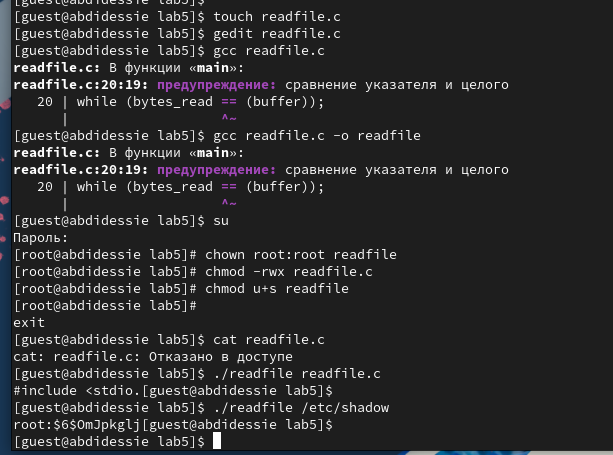 [guest@abdidessie lab5]$ touch readfile.c
[guest@abdidessie lab5]$ gedit readfile.c
[guest@abdidessie lab5]$ gcc readfile.c
readfile.c: В функции «main»:
readfile.c:20:19: предупреждение: сравнение указателя и целого
   20 | while (bytes_read == (buffer));
      |                   ^~
[guest@abdidessie lab5]$ gcc readfile.c -o readfile
readfile.c: В функции «main»:
readfile.c:20:19: предупреждение: сравнение указателя и целого
   20 | while (bytes_read == (buffer));
      |                   ^~
[guest@abdidessie lab5]$ su
Пароль:
[root@abdidessie lab5]# chown root:root readfile
[root@abdidessie lab5]# chmod -rwx readfile.c
[root@abdidessie lab5]# chmod u+s readfile
[root@abdidessie lab5]#
exit
[guest@abdidessie lab5]$ cat readfile.c
cat: readfile.c: Отказано в доступе
[guest@abdidessie lab5]$ ./readfile readfile.c
#include <stdio.[guest@abdidessie lab5]$
[guest@abdidessie lab5]$ ./readfile /etc/shadow
root:$6$OmJpkglj[guest@abdidessie lab5]$
[guest@abdidessie lab5]$